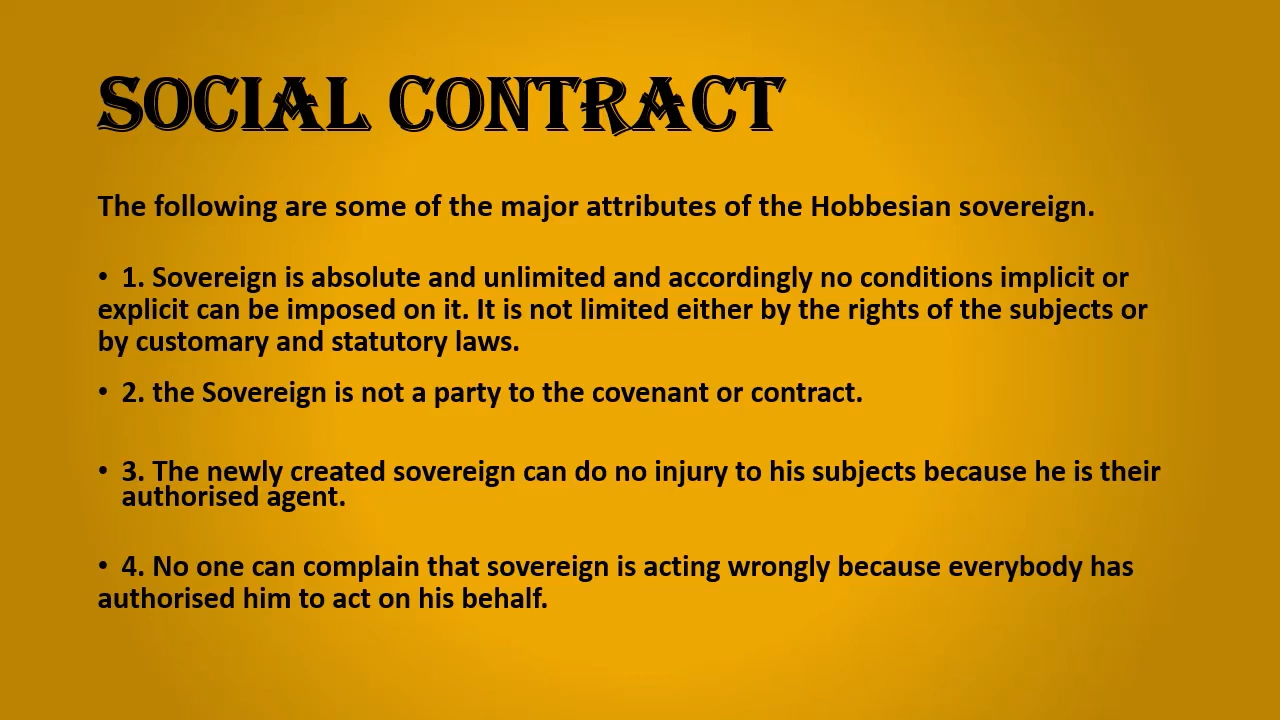 SOCIAL CONTRACT
The following are some of the major attributes of the Hobbesian sovereign.
• 1. Sovereign is absolute and unlimited and accordingly no conditions implicit or
explicit can be imposed on it. It is not limited either by the rights of the subjects or
by customary and statutory laws.
• 2. the Sovereign is not a party to the covenant or contract.
• 3. The newly created sovereign can do no injury to his subjects because he is their
authorised agent.
• 4. No one can complain that sovereign is acting wrongly because everybody has
authorised him to act on his behalf.